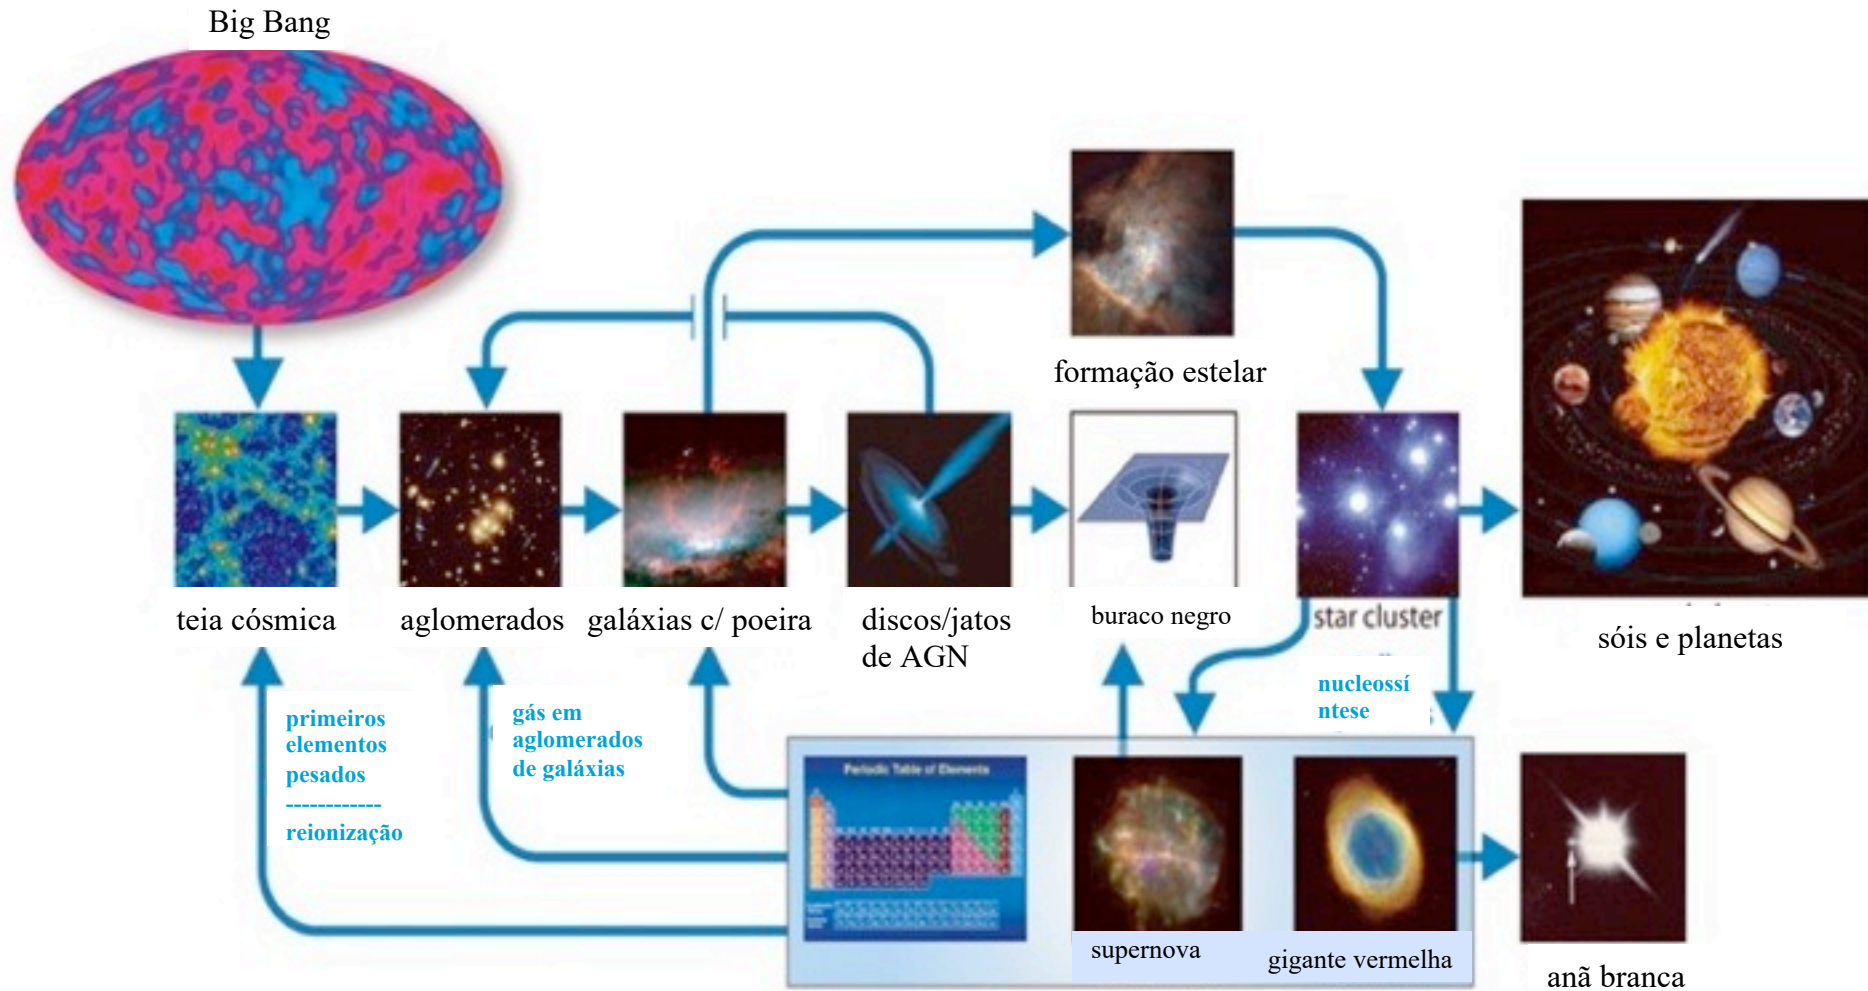 Big Bang
formação estelar
teia cósmica
aglomerados
galáxias c/ poeira
discos/jatos
de AGN
buraco negro
star cluster
sóis e planetas
primeiros
elementos
pesados
------------
reionização
gás em
aglomerados
de galáxias
nucleossí
ntese
Periodic Table of Elements
supernova
gigante vermelha
anã branca